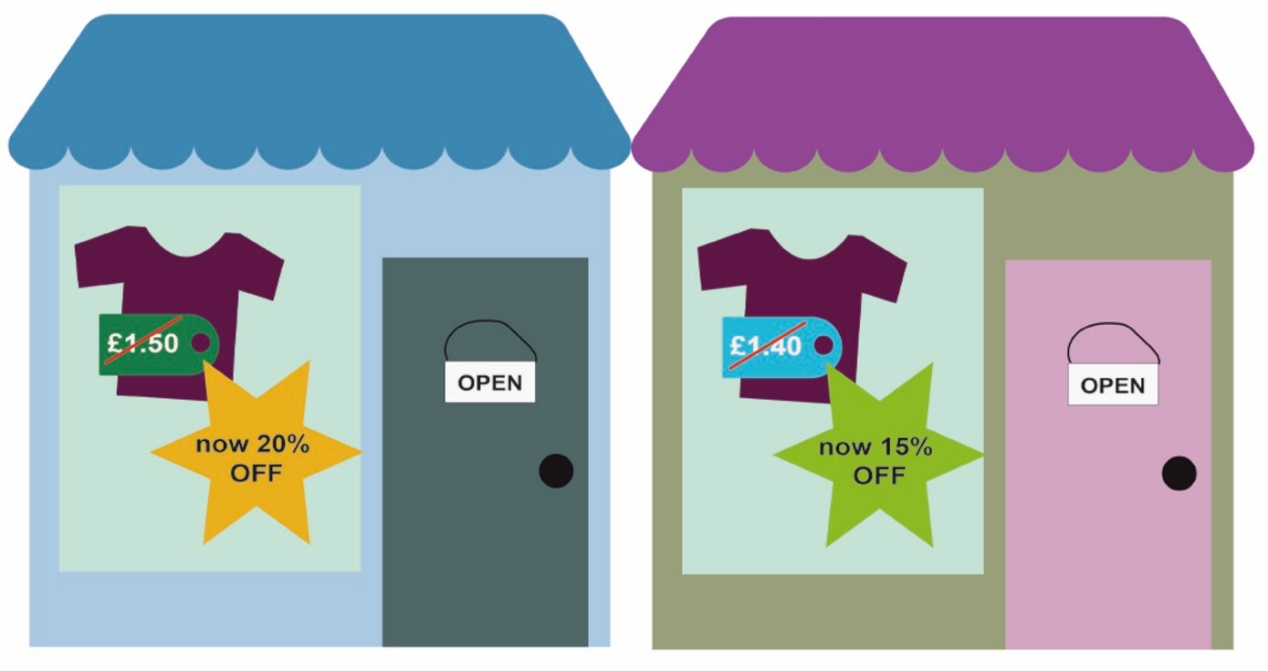 £1.50
now 20%
OFF
OPEN
£1.40
now 15%
OFF
OPEN